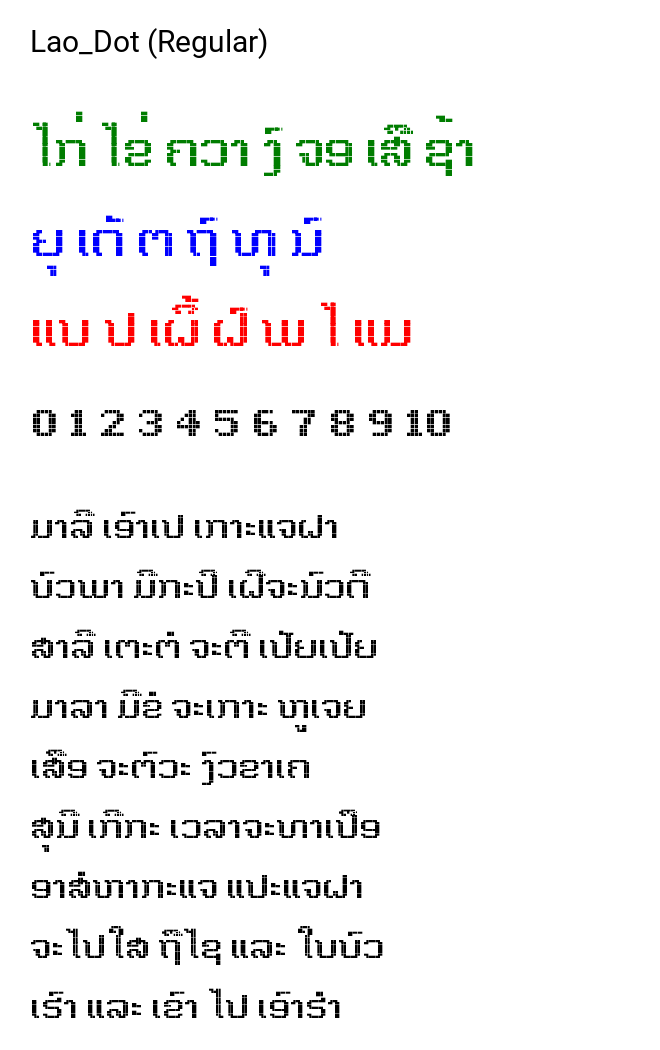 Lao_Dot (Regular)
ໄກ່ ໄຂ່ ຄວາ ງົ ຈອ ເສື ຊ້າ
ຍຸ ເດັ ຕ ຖົ ທຸ ນົ
ແບ ປ ເຜິ້ ຝົ ພ ໄ ແມ
0 1 2 3 4 5 6 7 8 9 10
ມາລີ ເອົາເປ ເກາະແຈຝາ
ບົວພາ ມີກະປີ ເຝີຈະນົວດີ
ສາລີ ເຕະຕໍ ຈະຕີ ເປັຍເປັຍ
ມາລາ ມີຂໍ ຈະເກາະ ຫູເຈຍ
ເສືອ ຈະຕົວະ ງົວຂາເຄ
ສຸນີ ເກີກະ ເວລາຈະຫາເປືອ
ອາສໍຫາກະແຈ ແປະແຈຝາ
ຈະໄປໃສ ຖືໄຊ ແລະ ໃບບົວ
ເຮົາ ແລະ ເຂົາ ໄປ ເອົາຮໍາ